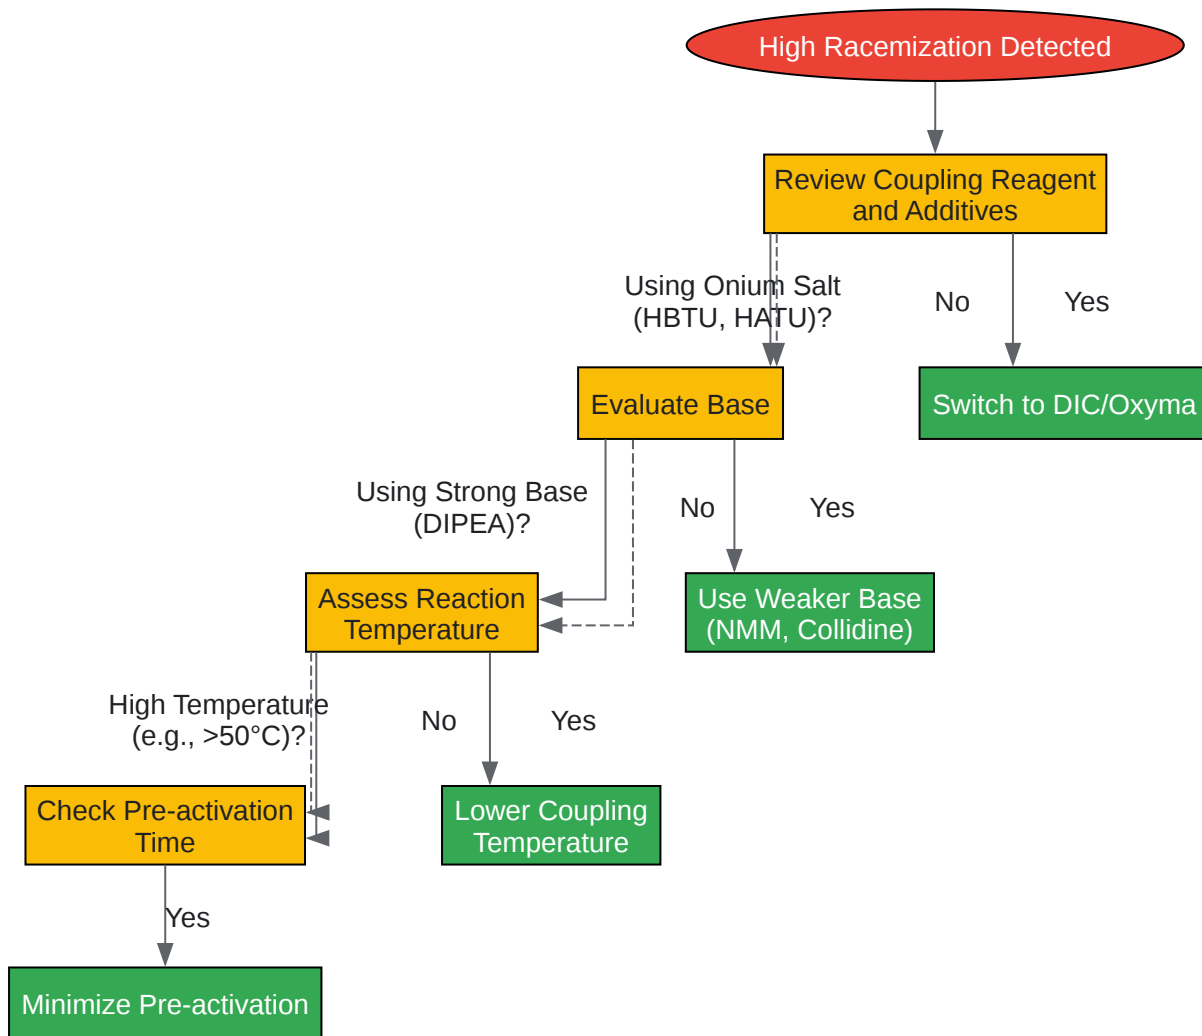 High Racemization Detected
Review Coupling Reagent
and Additives
Using Onium Salt
(HBTU, HATU)?
No
Yes
Evaluate Base
Switch to DIC/Oxyma
Using Strong Base
(DIPEA)?
No
Yes
Assess Reaction
Temperature
Use Weaker Base
(NMM, Collidine)
High Temperature
(e.g., >50°C)?
No
Yes
Check Pre-activation
Time
Lower Coupling
Temperature
Yes
Minimize Pre-activation